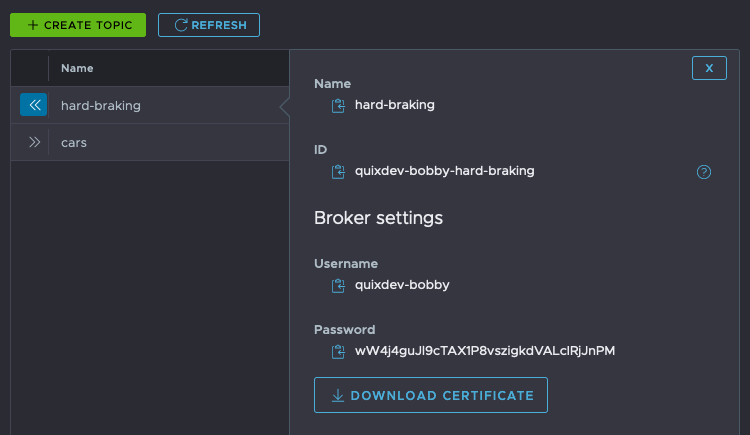 + CREATE TOPIC
REFRESH
Name
hard-braking
cars
X
Name
hard-braking
ID
quixdev-bobby-hard-braking
?
Broker settings
Username
quixdev-bobby
Password
wW4j4guJl9cTAX1P8vszigkdVALclRjJnPM
DOWNLOAD CERTIFICATE